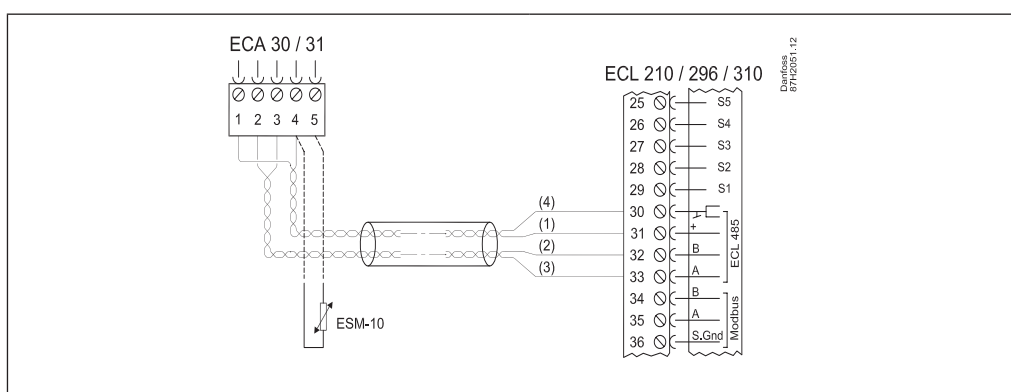 ECA 30 / 31
1 2 3 4 5
ESM-10
(4)
(1)
(2)
(3)
ECL 210 / 296 / 310
Danfoss
87H2051.12
25 S5
26 S4
27 S3
28 S2
29 S1
30
31 +
32 B
33 A
ECL 485
34 B
35 A
36 S.Gnd
Modbus